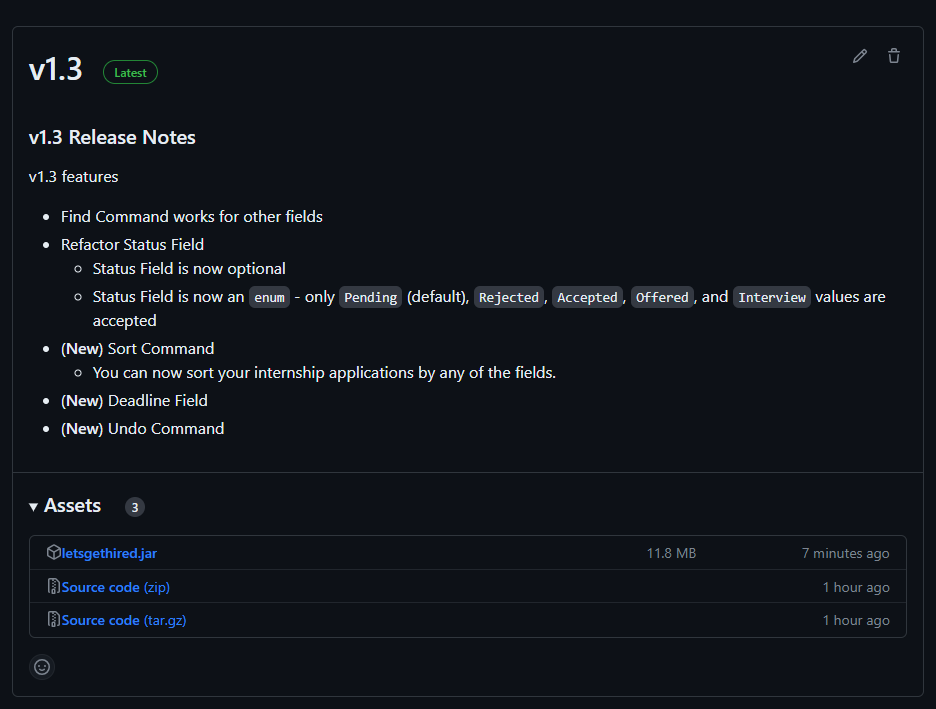 v1.3 Latest
v1.3 Release Notes
v1.3 features
Find Command works for other fields
Refactor Status Field
Status Field is now optional
Status Field is now an enum - only Pending (default), Rejected, Accepted, Offered, and Interview values are
accepted
(New) Sort Command
You can now sort your internship applications by any of the fields.
(New) Deadline Field
(New) Undo Command
Assets 3
letsgethired.jar 11.8 MB 7 minutes ago
Source code (zip) 1 hour ago
Source code (tar.gz) 1 hour ago